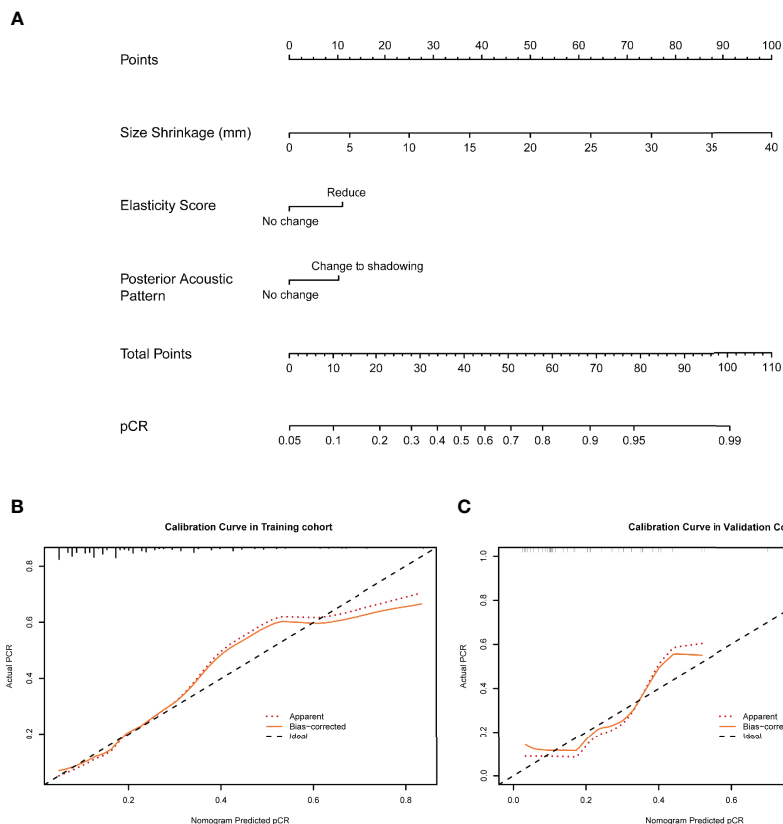 A
Points
0 10 20 30 40 50 60 70 80 90 100
Size Shrinkage (mm)
0 5 10 15 20 25 30 35 40
Reduce
Elasticity Score
No change
Change to shadowing
Posterior Acoustic
Pattern
No change
Total Points
0 10 20 30 40 50 60 70 80 90 100 110
pCR
0.05 0.1 0.2 0.3 0.4 0.5 0.6 0.7 0.8 0.9 0.95 0.99
B
Calibration Curve in Training cohort
0.8
0.6
0.4
0.2
Actual PCR
Apparent
Bias-corrected
Ideal
0.2 0.4 0.6 0.8
Nomogram Predicted pCR
C
Calibration Curve in Validation Co
1.0
0.8
0.6
0.4
0.2
0.0
Actual PCR
Apparent
Bias-correc
Ideal
0.0 0.2 0.4 0.6
Nomogram Predicted pCR